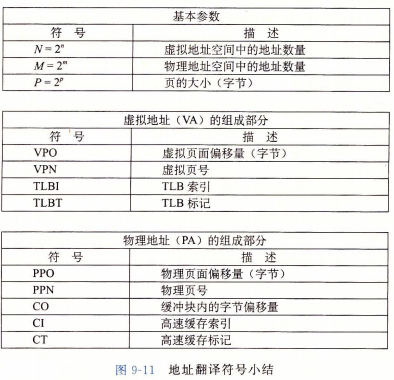 基本参数
符 号 描 述
N = 2ⁿ 虚拟地址空间中的地址数量
M = 2ᵐ 物理地址空间中的地址数量
P = 2ᵖ 页的大小（字节）
虚拟地址（VA）的组成部分
符 号 描 述
VPO 虚拟页面偏移量（字节）
VPN 虚拟页号
TLBI TLB 索引
TLBT TLB 标记
物理地址（PA）的组成部分
符 号 描 述
PPO 物理页面偏移量（字节）
PPN 物理页号
CO 缓冲块内的字节偏移量
CI 高速缓存索引
CT 高速缓存标记
图 9-11 地址翻译符号小结